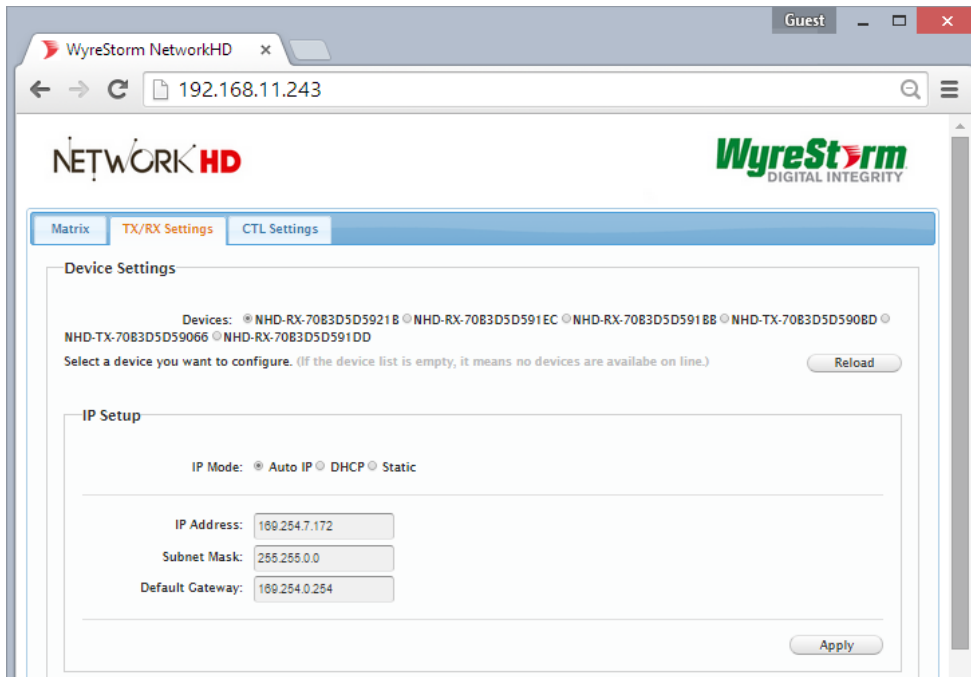 Guest
WyreStorm NetworkHD
192.168.11.243
NETWORK HD
WyreStorm
DIGITAL INTEGRITY
Matrix TX/RX Settings CTL Settings
Device Settings
Devices: NHD-RX-70B3D5D5921B NHD-RX-70B3D5D591EC NHD-RX-70B3D5D591BB NHD-TX-70B3D5D590BD
NHD-TX-70B3D5D59066 NHD-RX-70B3D5D591DD
Select a device you want to configure. (If the device list is empty, it means no devices are availabe on line.) Reload
IP Setup
IP Mode: Auto IP DHCP Static
IP Address: 169.254.7.172
Subnet Mask: 255.255.0.0
Default Gateway: 169.254.0.254
Apply